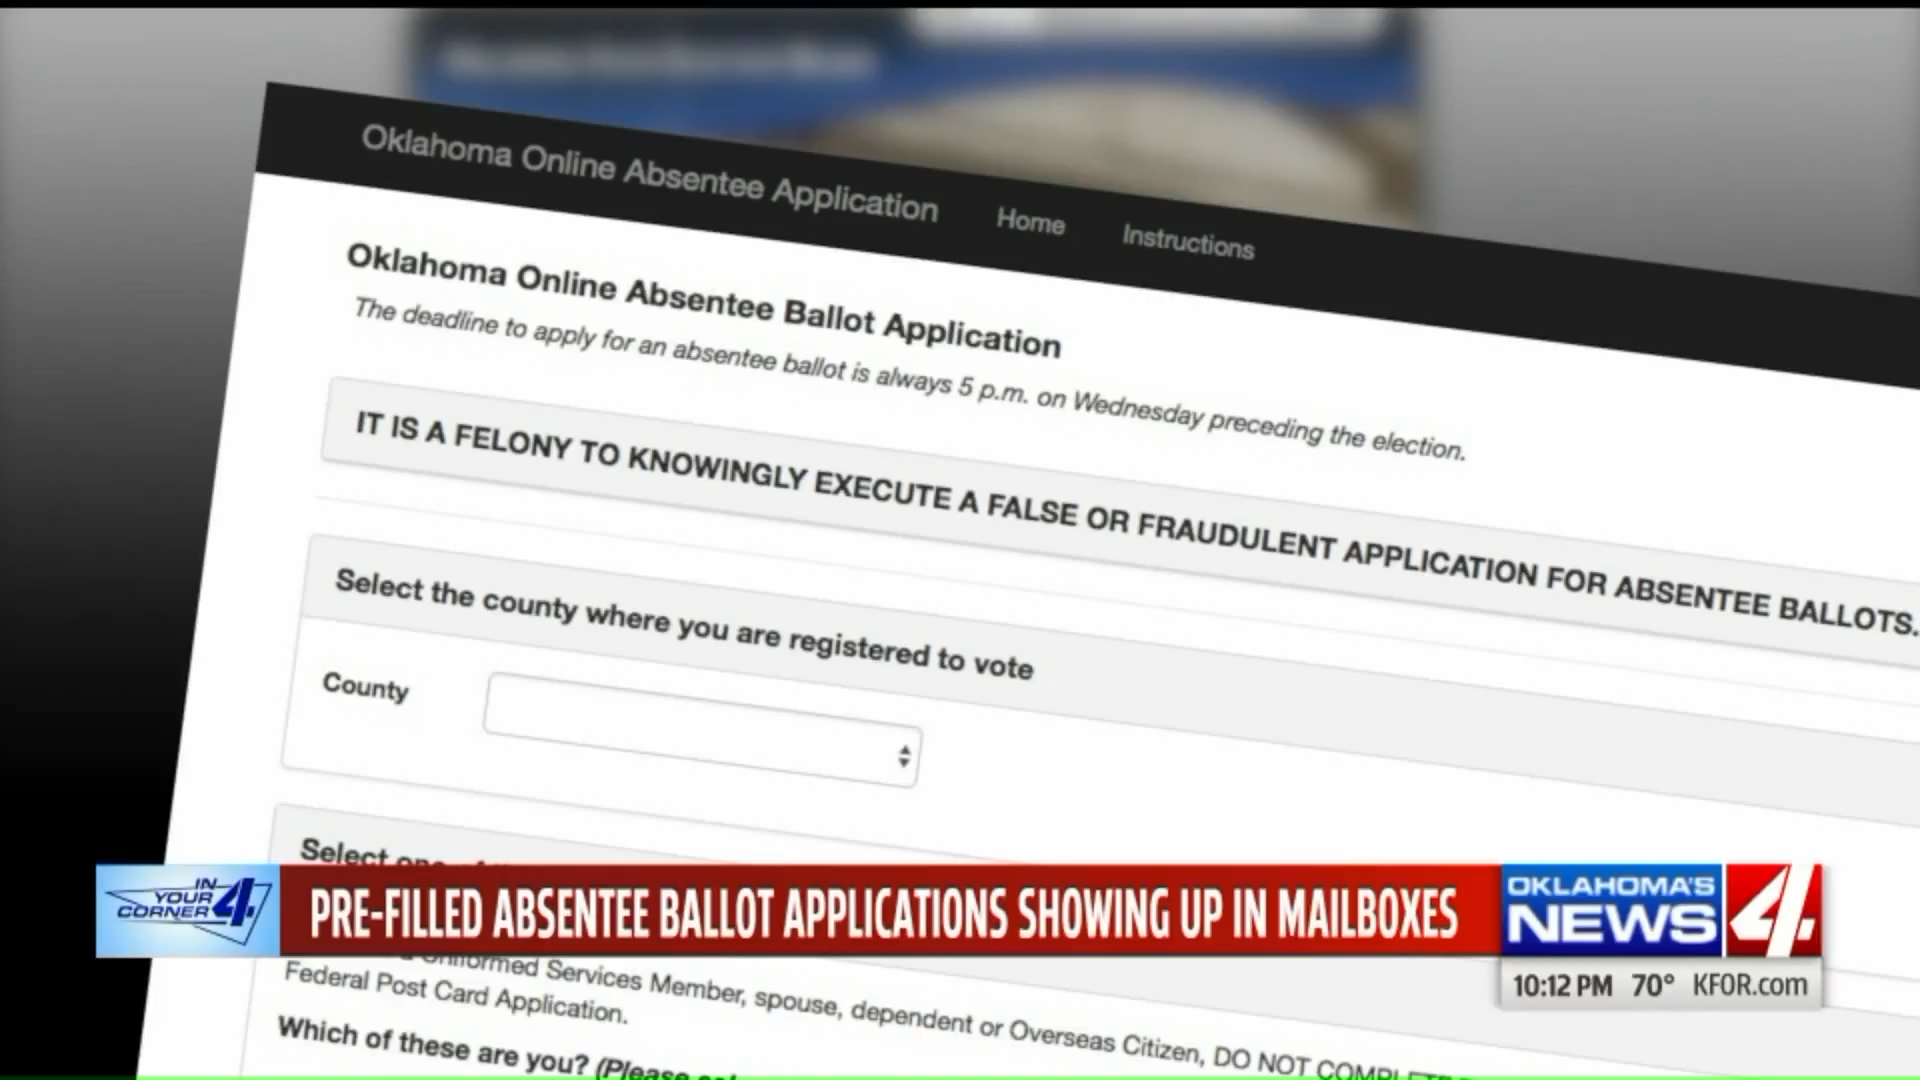 Oklahoma Online Absentee Application Home Instructions
Oklahoma Online Absentee Ballot Application
The deadline to apply for an absentee ballot is always 5 p.m. on Wednesday preceding the election.
IT IS A FELONY TO KNOWINGLY EXECUTE A FALSE OR FRAUDULENT APPLICATION FOR ABSENTEE BALLOTS.
Select the county where you are registered to vote
County
Select one
IN YOUR CORNER 4
PRE-FILLED ABSENTEE BALLOT APPLICATIONS SHOWING UP IN MAILBOXES
OKLAHOMA'S
NEWS 4
10:12 PM 70° KFOR.com
Uniformed Services Member, spouse, dependent or Overseas Citizen, DO NOT
Federal Post Card Application.
Which of these are you? (Please